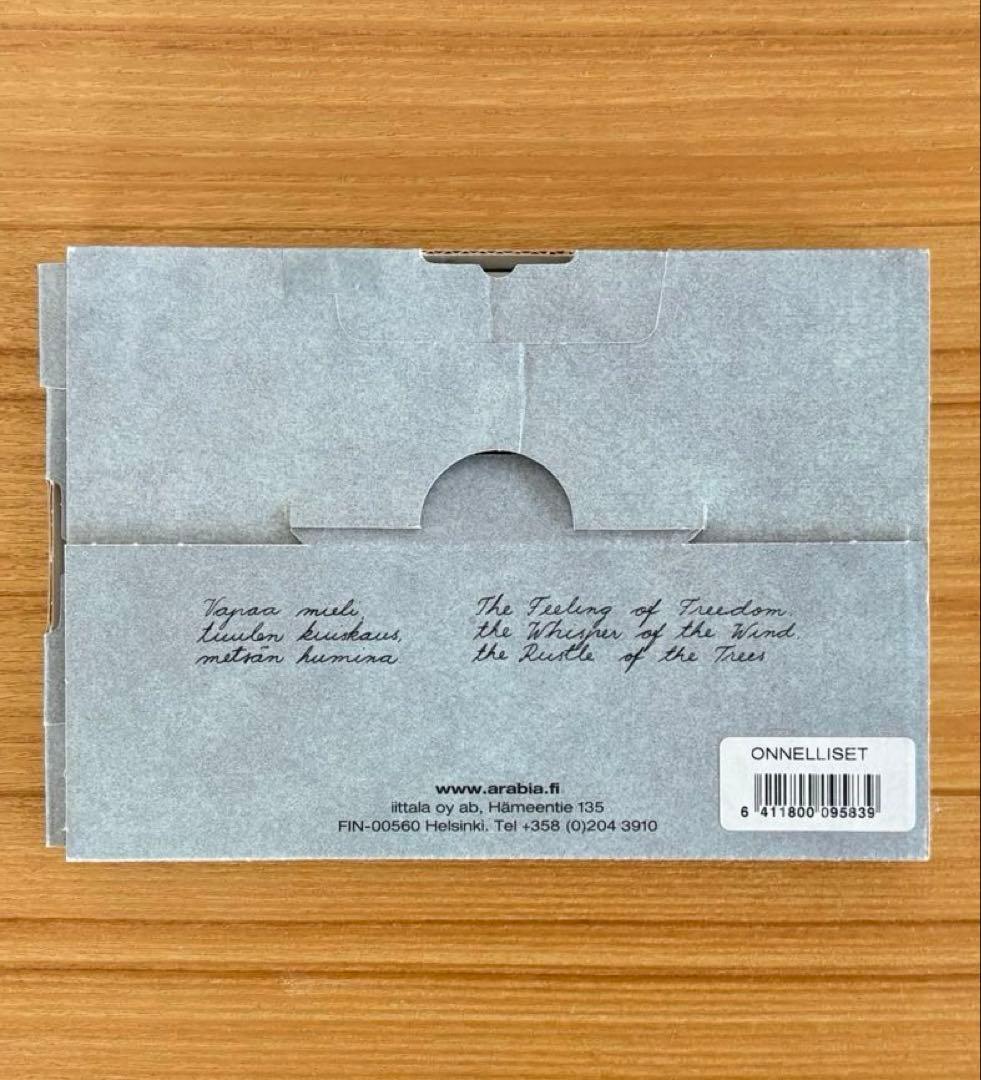 Vapaa mieli
tuulen kuiskaus,
metsän humina
The Feeling of Freedom,
the Whisper of the Wind
the Rustle of the Trees
www.arabia.fi
iittala oy ab, Hämeentie 135
FIN-00560 Helsinki. Tel +358 (0)204 3910
ONNELLISET
6 411800 095839